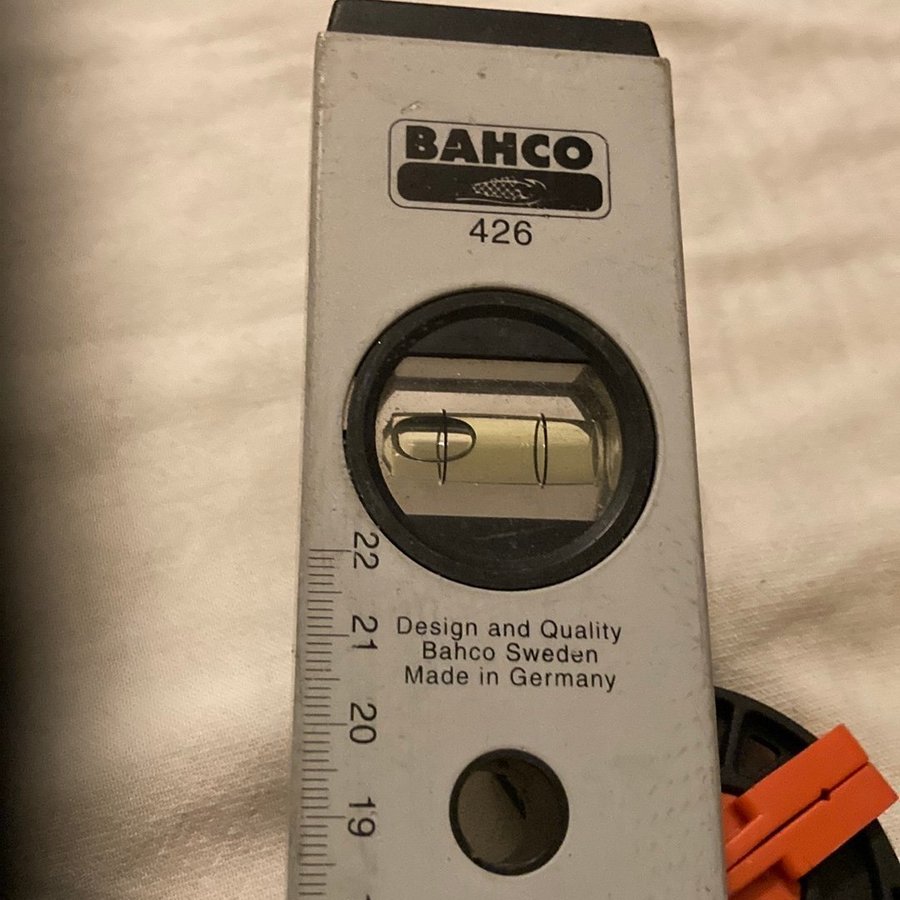 BAHCO
426
22
21
Design and Quality
Bahco Sweden
Made in Germany
20
19